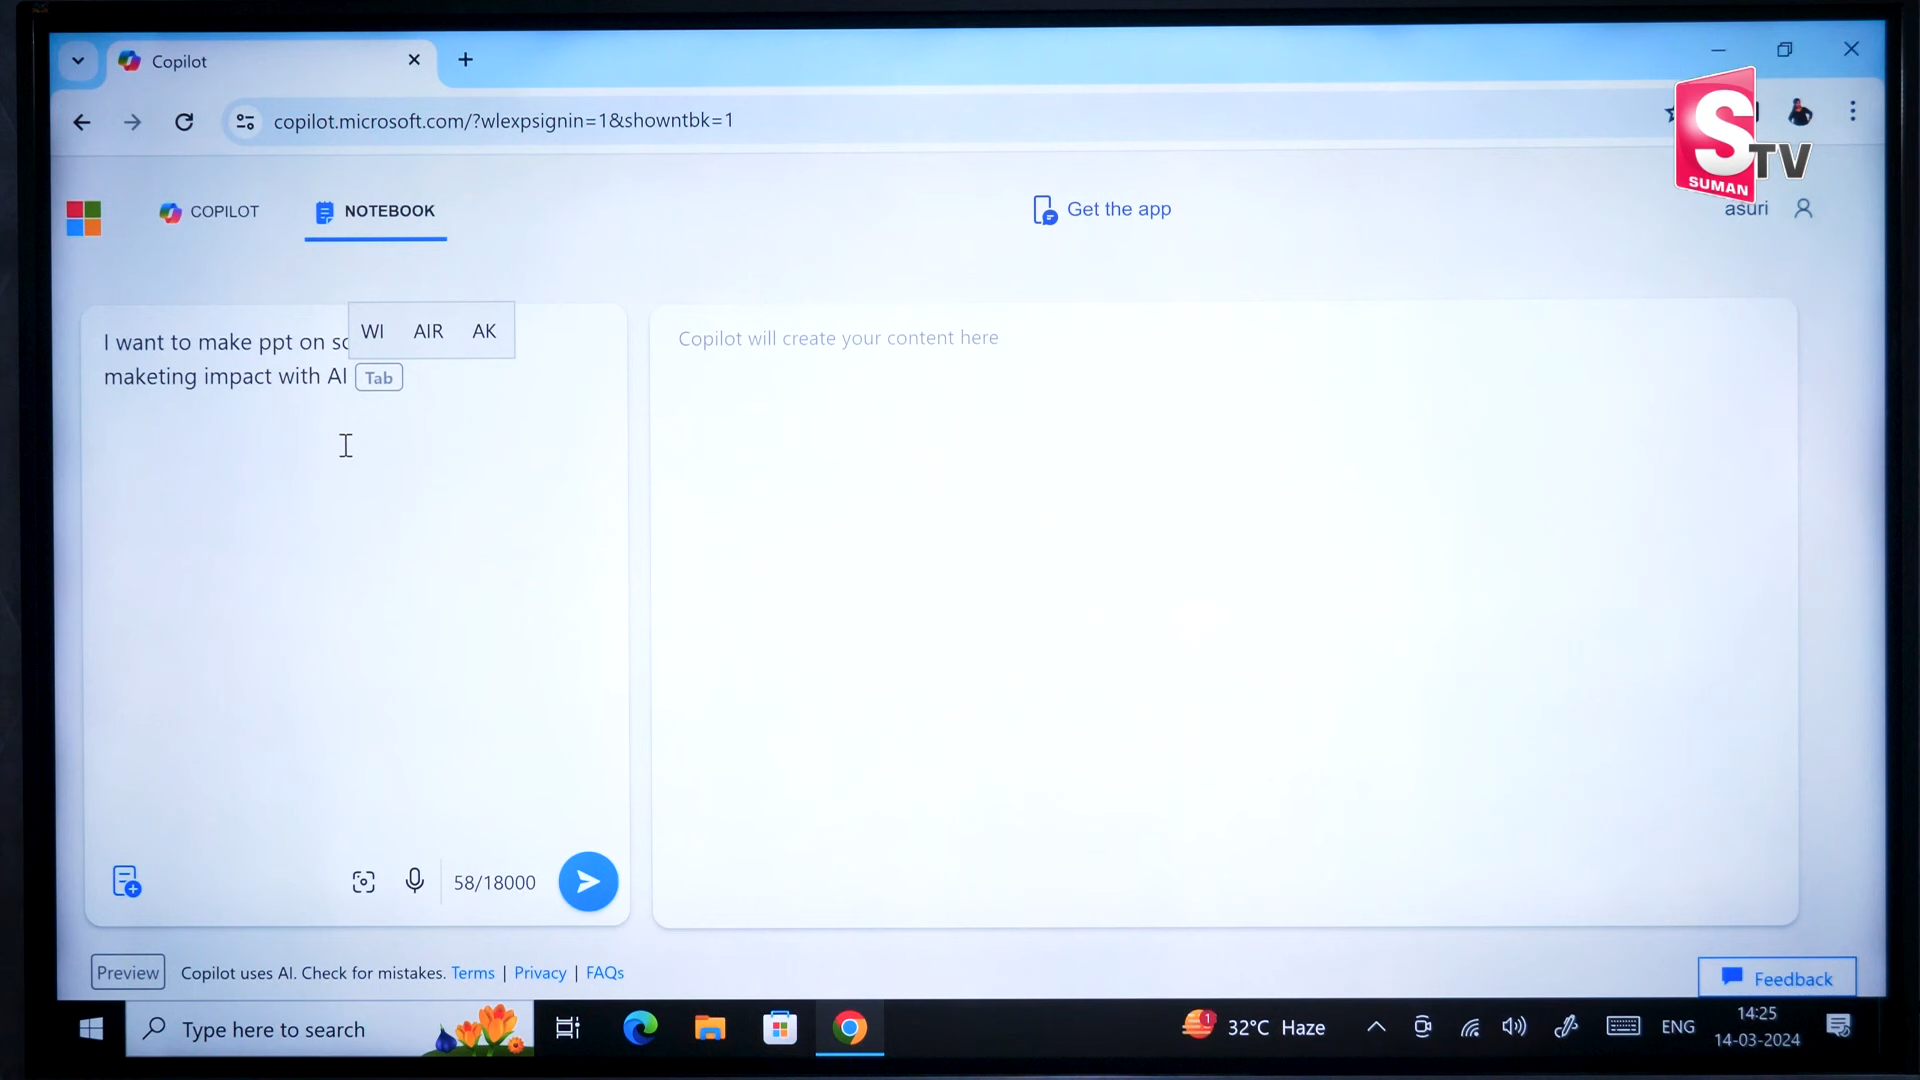 Copilot
copilot.microsoft.com/?wlexpsignin=1&showntbk=1
S TV
SUMAN
COPILOT
NOTEBOOK
Get the app
asuri
WI AIR AK
I want to make ppt on
maketing impact with AI Tab
Copilot will create your content here
58/18000
Preview Copilot uses AI. Check for mistakes. Terms | Privacy | FAQs
Feedback
Type here to search
1
32°C Haze
ENG
14:25
14-03-2024